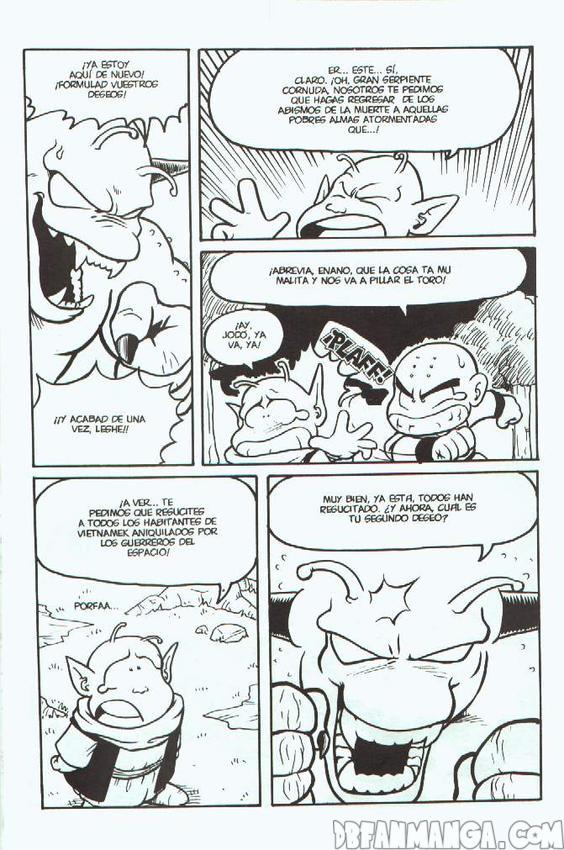 ¡YA ESTOY
AQUÍ DE NUEVO!
¡FORMULAD VUESTROS
DESEOS!
ER... ESTE... SÍ,
CLARO. ¡OH, GRAN SERPIENTE
CORNUDA, NOSOTROS TE PEDIMOS
QUE HAGAS REGRESAR DE LOS
ABISMOS DE LA MUERTE A AQUELLAS
POBRES ALMAS ATORMENTADAS
QUE...!
¡ABREVIA, ENANO, QUE LA COSA TA MU
MALITA Y NOS VA A PILLAR EL TORO!
¡AY,
JODÓ, YA
VA, YA!
¡PLAFF!
¡¡Y ACABAD DE UNA
VEZ, LEGHE!!
¡A VER... TE
PEDIMOS QUE RESUCITES
A TODOS LOS HABITANTES DE
VIETNAMEK ANIQUILADOS POR
LOS GUERREROS DEL
ESPACIO!
PORFAA...
MUY BIEN, YA ESTÁ, TODOS HAN
RESUCITADO. ¿Y AHORA, CUAL ES
TU SEGUNDO DESEO?
DBFANMANGA.COM